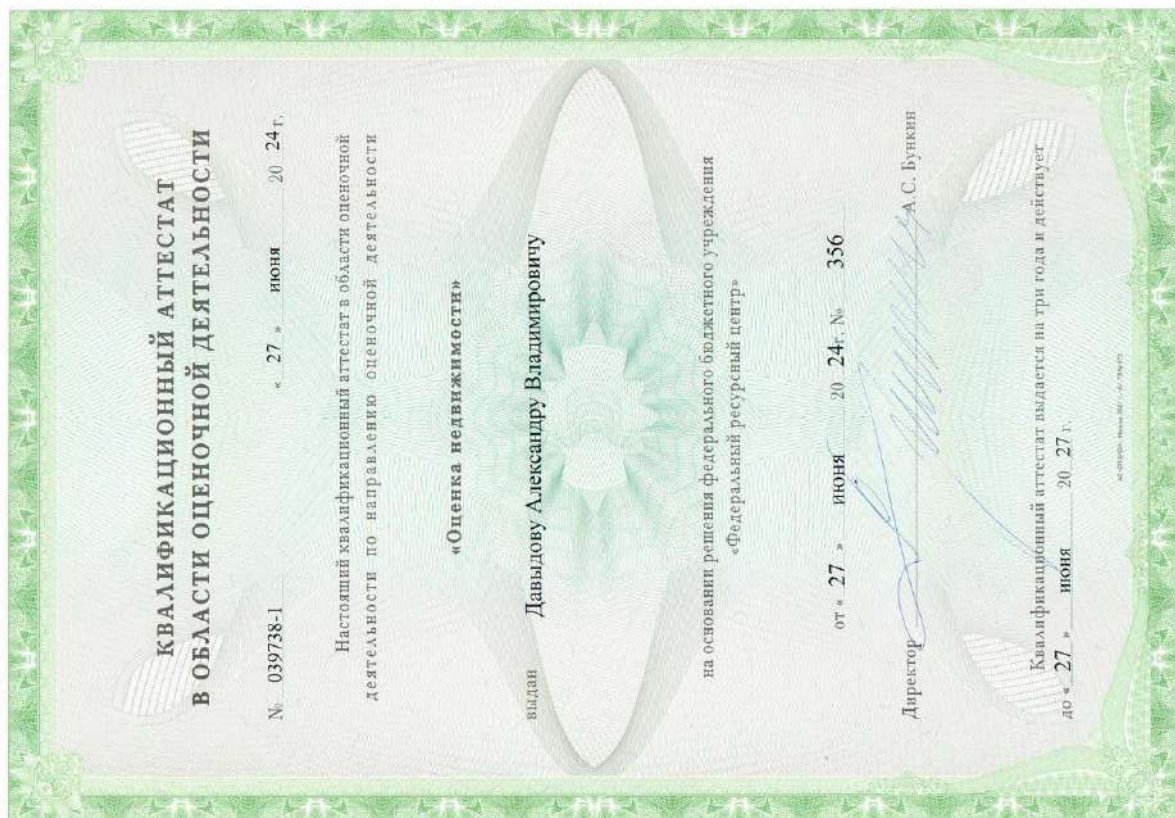 КВАЛИФИКАЦИОННЫЙ АТТЕСТАТ
В ОБЛАСТИ ОЦЕНОЧНОЙ ДЕЯТЕЛЬНОСТИ
№ 039738-1 « 27 » июня 20 24 г.
Настоящий квалификационный аттестат в области оценочной
деятельности по направлению оценочной деятельности
«Оценка недвижимости»
выдан Давыдову Александру Владимировичу
на основании решения федерального бюджетного учреждения
«Федеральный ресурсный центр»
от « 27 » июня 20 24г. № 356
Директор А.С. Бункин
Квалификационный аттестат выдается на три года и действует
до « 27 » июня 20 27 г.